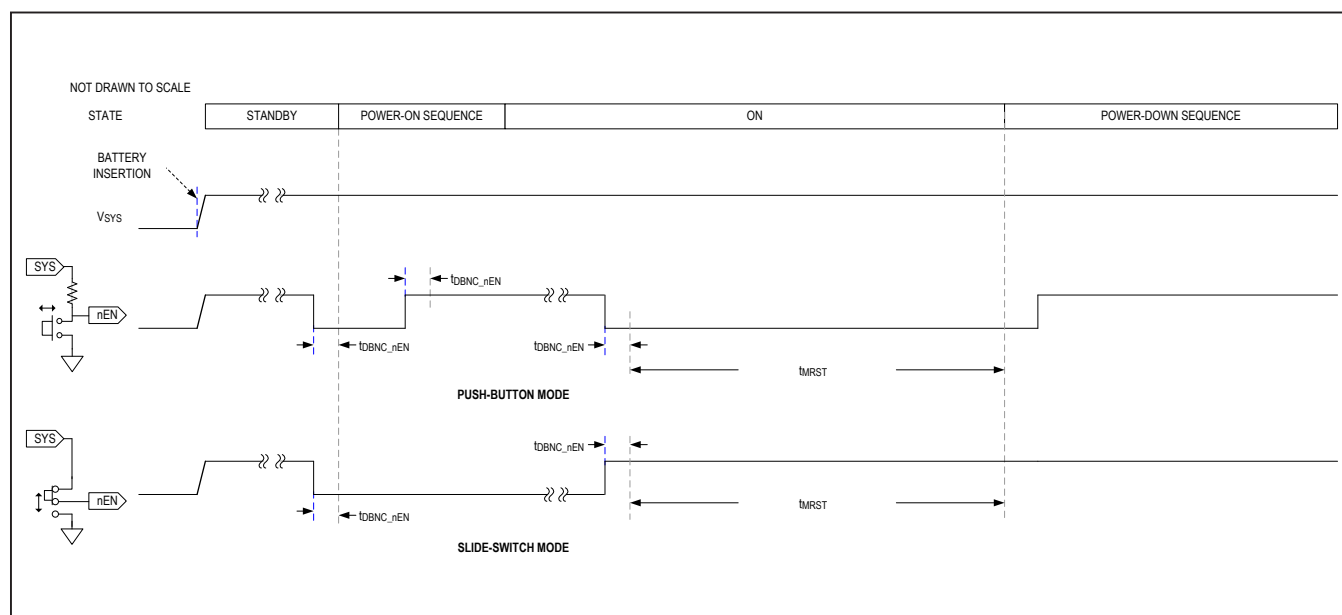 NOT DRAWN TO SCALE
STATE
STANDBY
POWER-ON SEQUENCE
ON
POWER-DOWN SEQUENCE
BATTERY
INSERTION
VSYS
SYS
nEN
tDBNC_nEN
tDBNC_nEN
tDBNC_nEN
tMRST
PUSH-BUTTON MODE
SYS
nEN
tDBNC_nEN
tDBNC_nEN
tMRST
SLIDE-SWITCH MODE